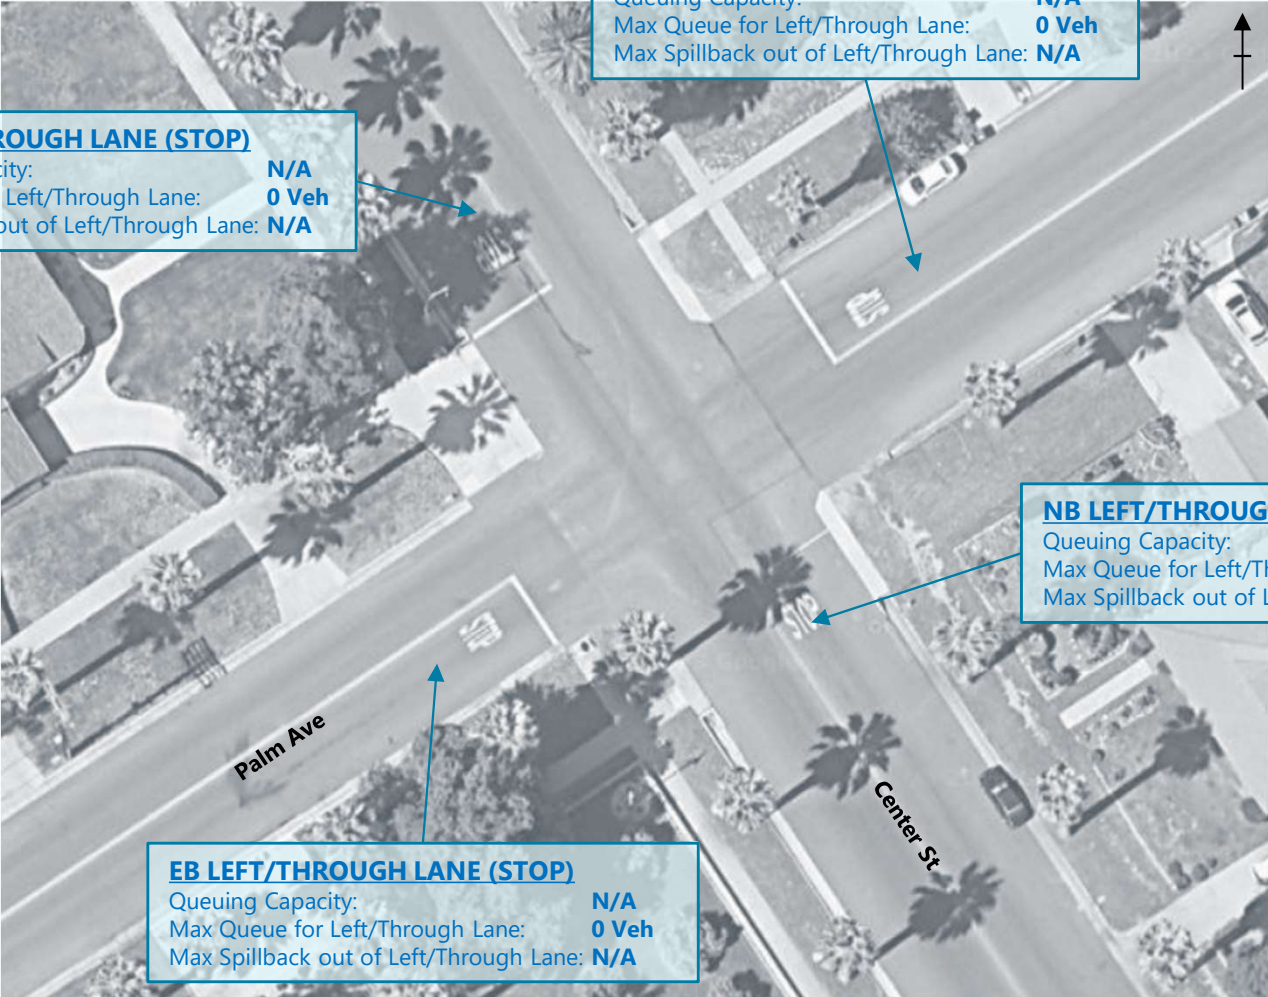 Queuing Capacity: N/A
Max Queue for Left/Through Lane: 0 Veh
Max Spillback out of Left/Through Lane: N/A
ROUGH LANE (STOP)
city: N/A
Left/Through Lane: 0 Veh
out of Left/Through Lane: N/A
STOP
NB LEFT/THROUG
Queuing Capacity:
Max Queue for Left/Th
Max Spillback out of L
STOP
Palm Ave
Center St
EB LEFT/THROUGH LANE (STOP)
Queuing Capacity: N/A
Max Queue for Left/Through Lane: 0 Veh
Max Spillback out of Left/Through Lane: N/A